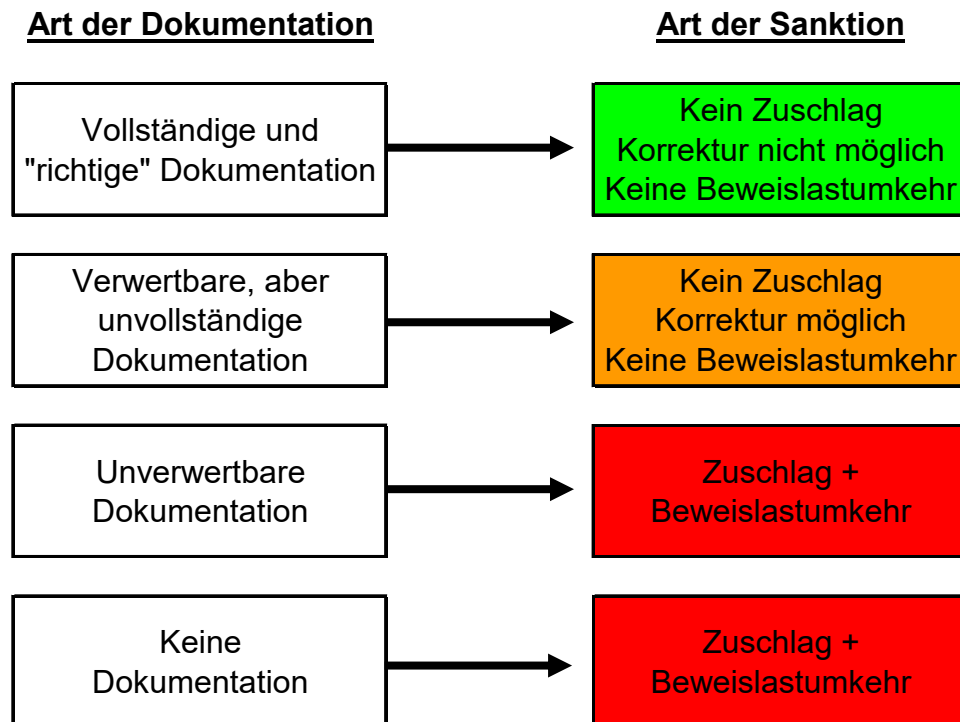 Art der Dokumentation
Art der Sanktion
Vollständige und
"richtige" Dokumentation
Kein Zuschlag
Korrektur nicht möglich
Keine Beweislastumkehr
Verwertbare, aber
unvollständige
Dokumentation
Kein Zuschlag
Korrektur möglich
Keine Beweislastumkehr
Unverwertbare
Dokumentation
Zuschlag +
Beweislastumkehr
Keine
Dokumentation
Zuschlag +
Beweislastumkehr